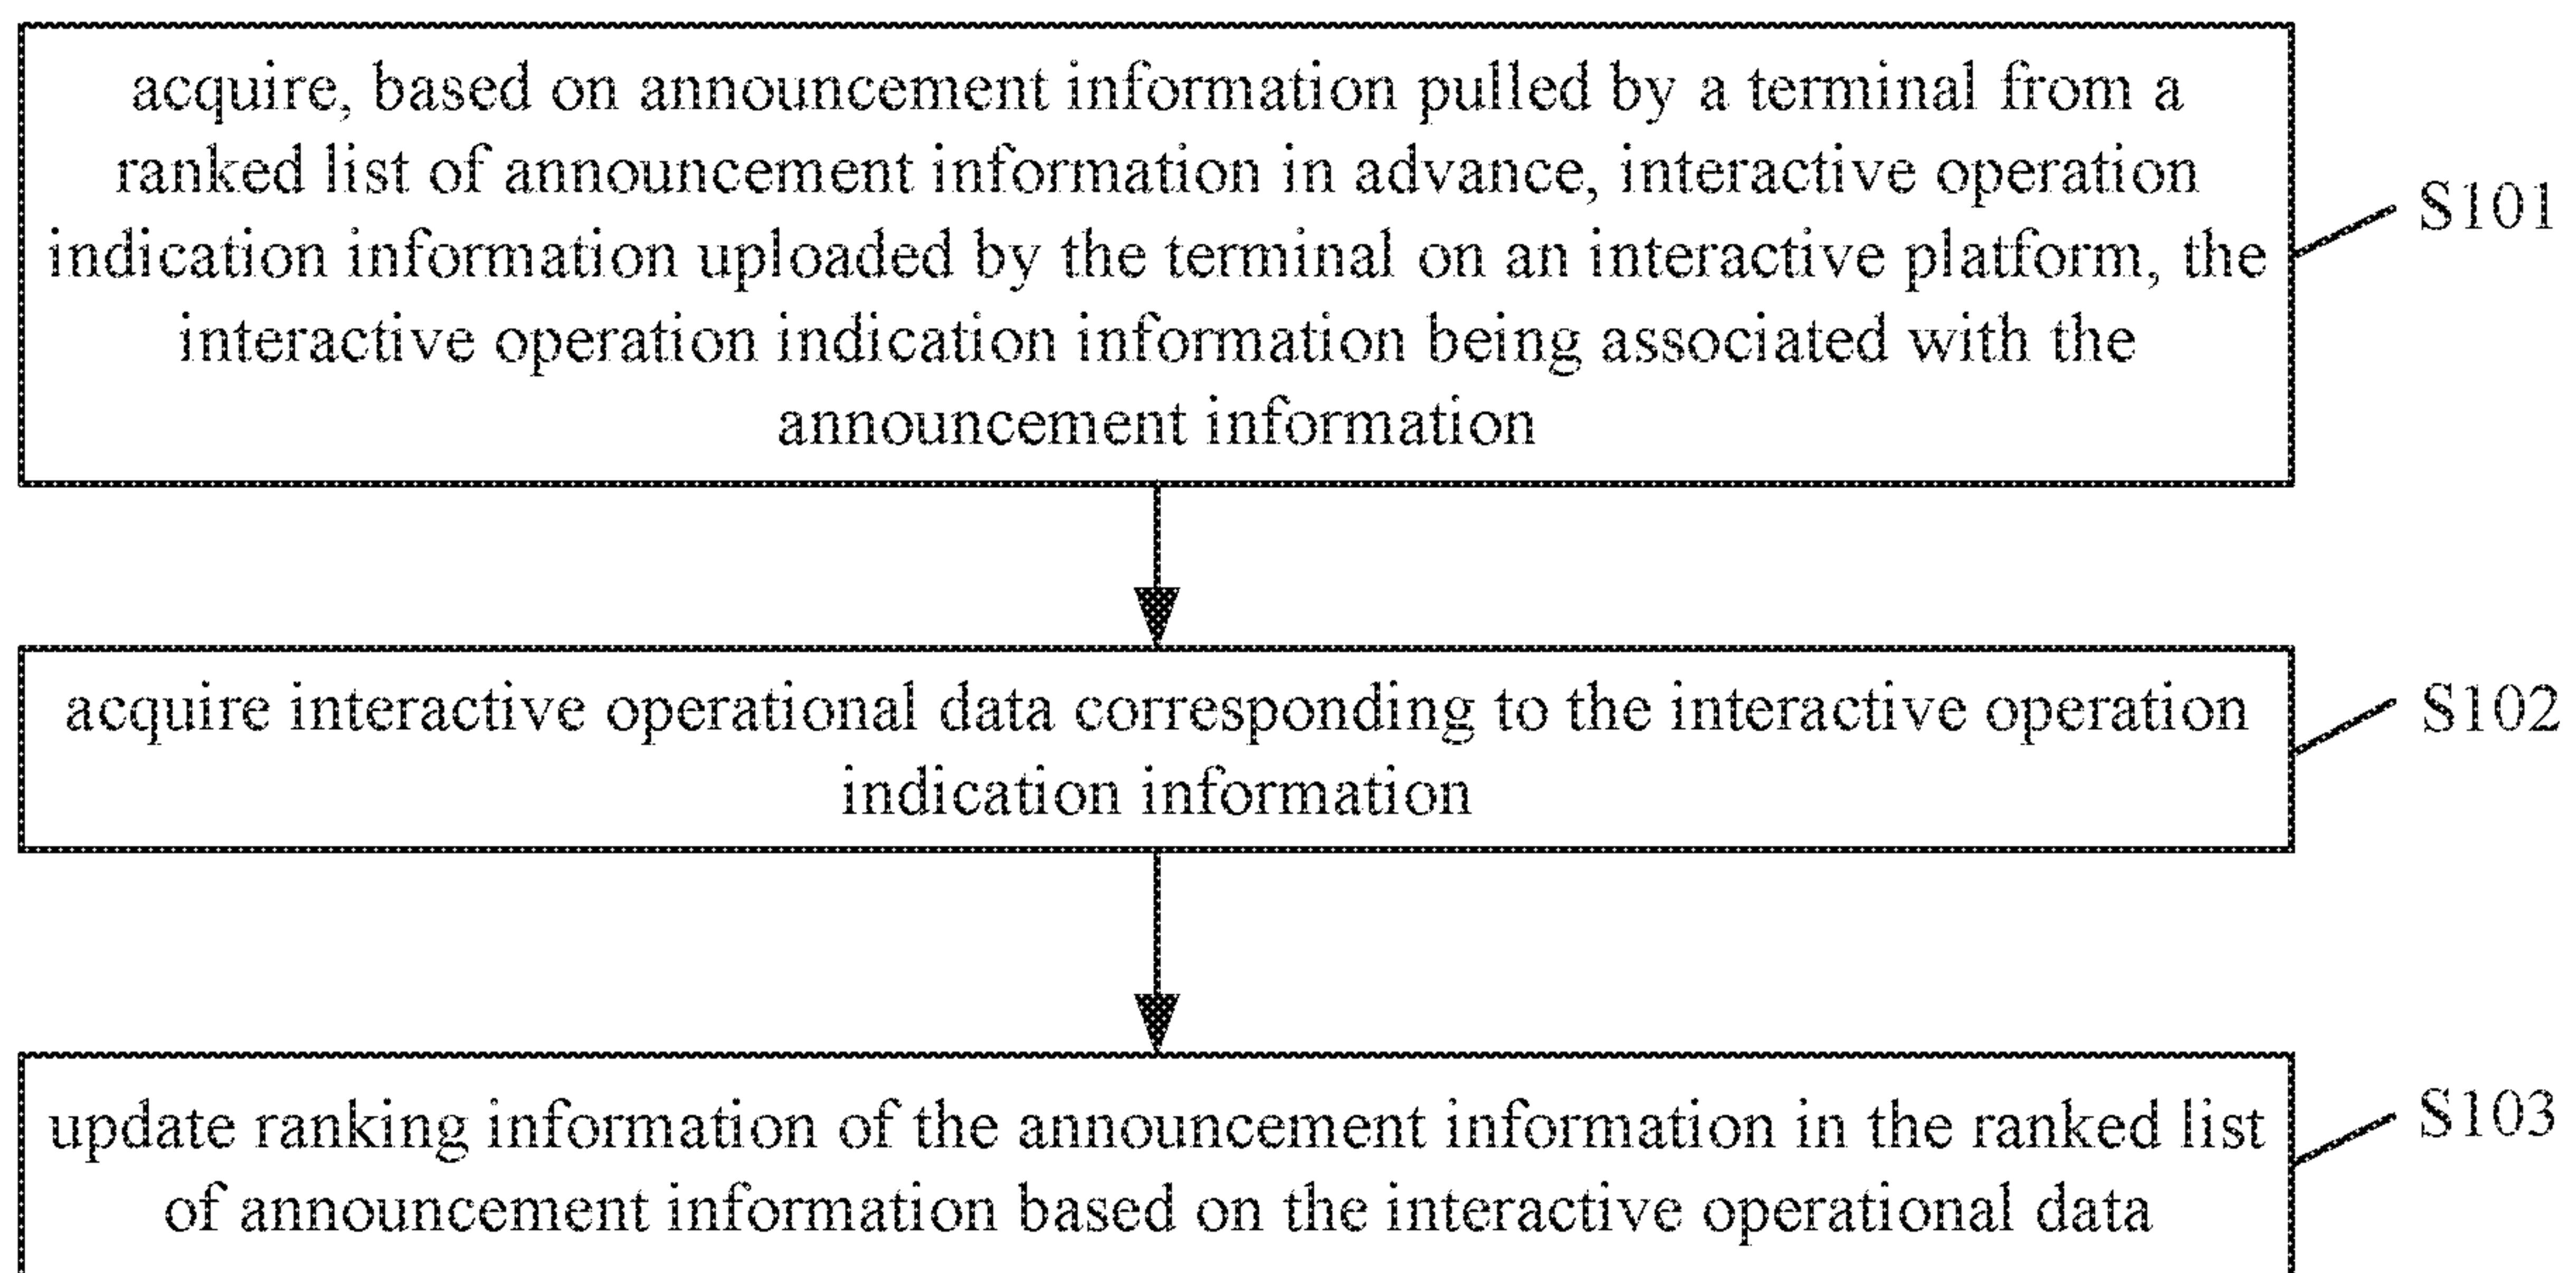 acquire, based on announcement information pulled by a terminal from a
ranked list of announcement information in advance, interactive operation
indication information uploaded by the terminal on an interactive platform, the
interactive operation indication information being associated with the
announcement information
S101
acquire interactive operational data corresponding to the interactive operation
indication information
S102
update ranking information of the announcement information in the ranked list
of announcement information based on the interactive operational data
S103